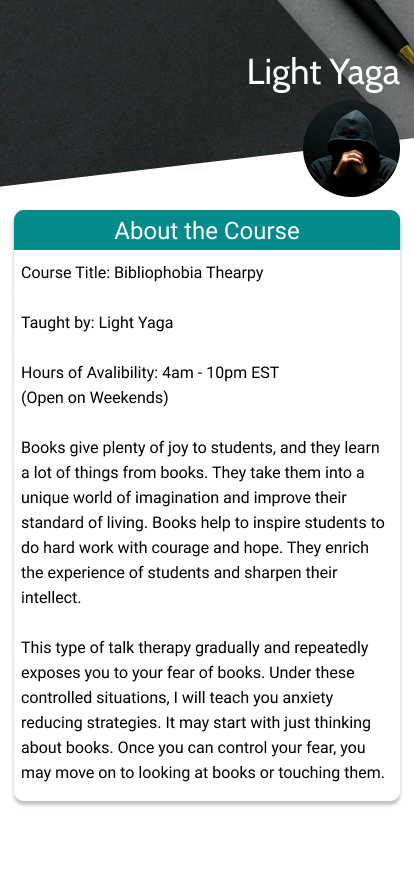 Light Yaga
About the Course
Course Title: Bibliophobia Thearpy
Taught by: Light Yaga
Hours of Avalibility: 4am - 10pm EST
(Open on Weekends)
Books give plenty of joy to students, and they learn
a lot of things from books. They take them into a
unique world of imagination and improve their
standard of living. Books help to inspire students to
do hard work with courage and hope. They enrich
the experience of students and sharpen their
intellect.
This type of talk therapy gradually and repeatedly
exposes you to your fear of books. Under these
controlled situations, I will teach you anxiety
reducing strategies. It may start with just thinking
about books. Once you can control your fear, you
may move on to looking at books or touching them.